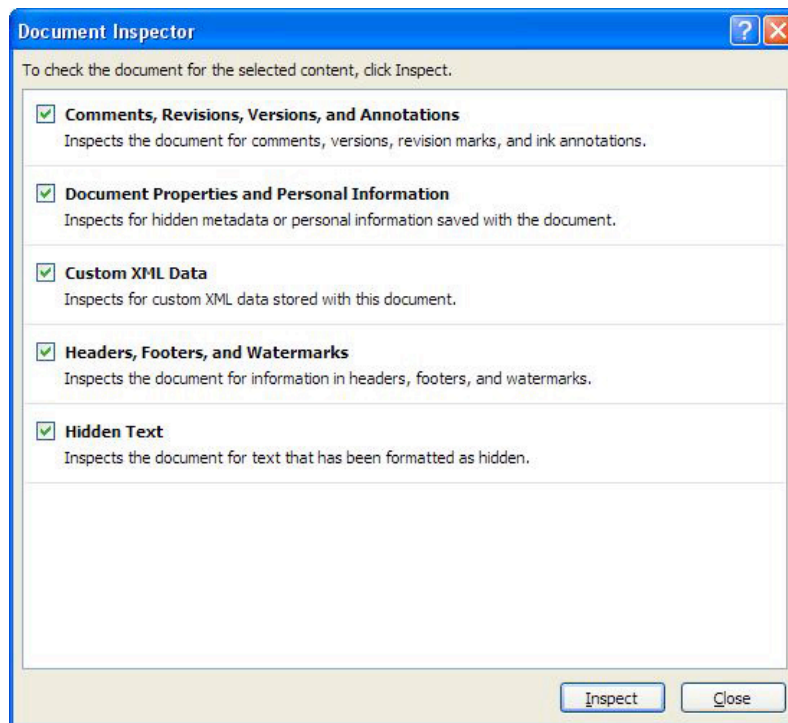 Document Inspector
To check the document for the selected content, click Inspect.
Comments, Revisions, Versions, and Annotations
Inspects the document for comments, versions, revision marks, and ink annotations.
Document Properties and Personal Information
Inspects for hidden metadata or personal information saved with the document.
Custom XML Data
Inspects for custom XML data stored with this document.
Headers, Footers, and Watermarks
Inspects the document for information in headers, footers, and watermarks.
Hidden Text
Inspects the document for text that has been formatted as hidden.
Inspect Close